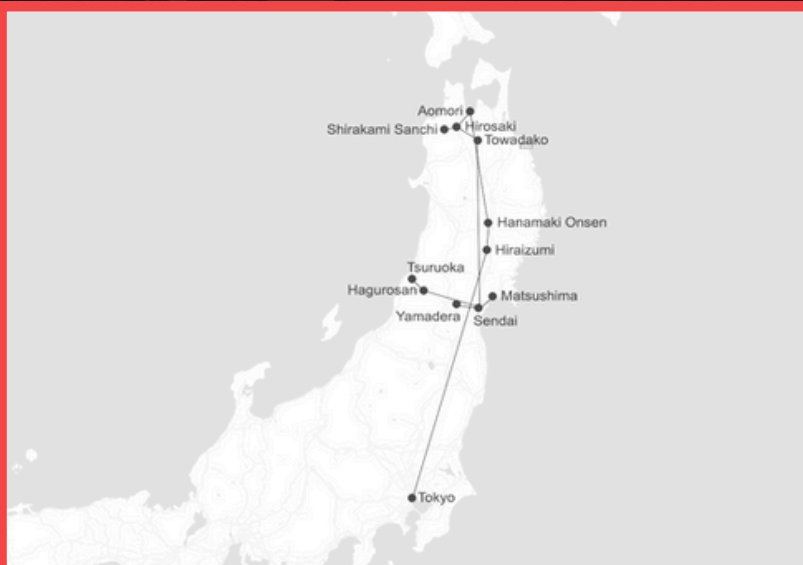 Aomori
Hirosaki
Shirakami Sanchi
Towadako
Hanamaki Onsen
Hiraizumi
Tsuruoka
Hagurosan
Matsushima
Yamadera
Sendai
Tokyo